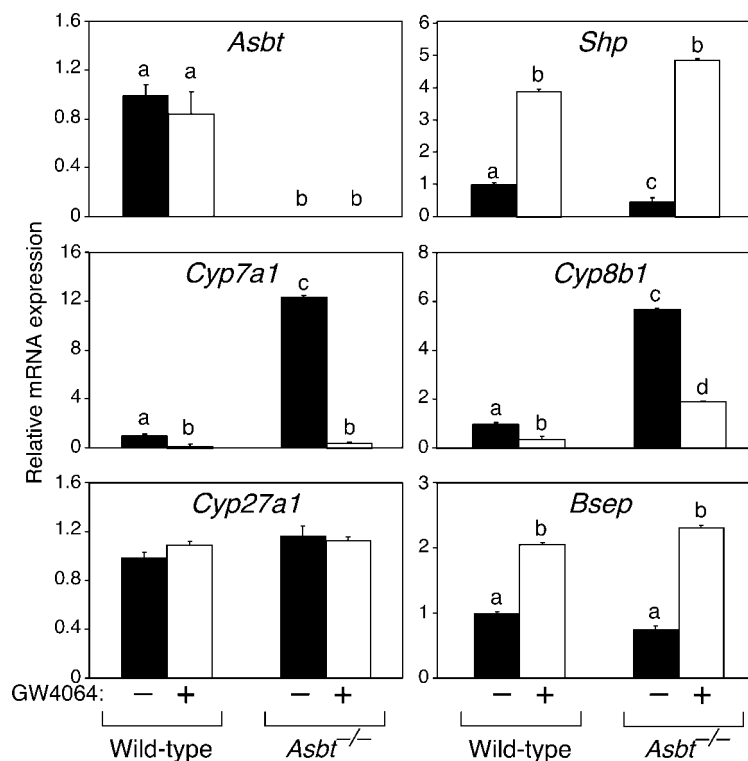 Relative mRNA expression
Asbt
1.6
1.2
0.8
0.4
0
a a
b b
Shp
6
5
4
3
2
1
0
a b c b
Cyp7a1
16
12
8
4
0
a b c b
Cyp8b1
8
6
4
2
0
a b c d
Cyp27a1
1.6
1.2
0.8
0.4
0
Bsep
3
2
1
0
a b a b
GW4064: − + − + − + − +
Wild-type Asbt−/− Wild-type Asbt−/−